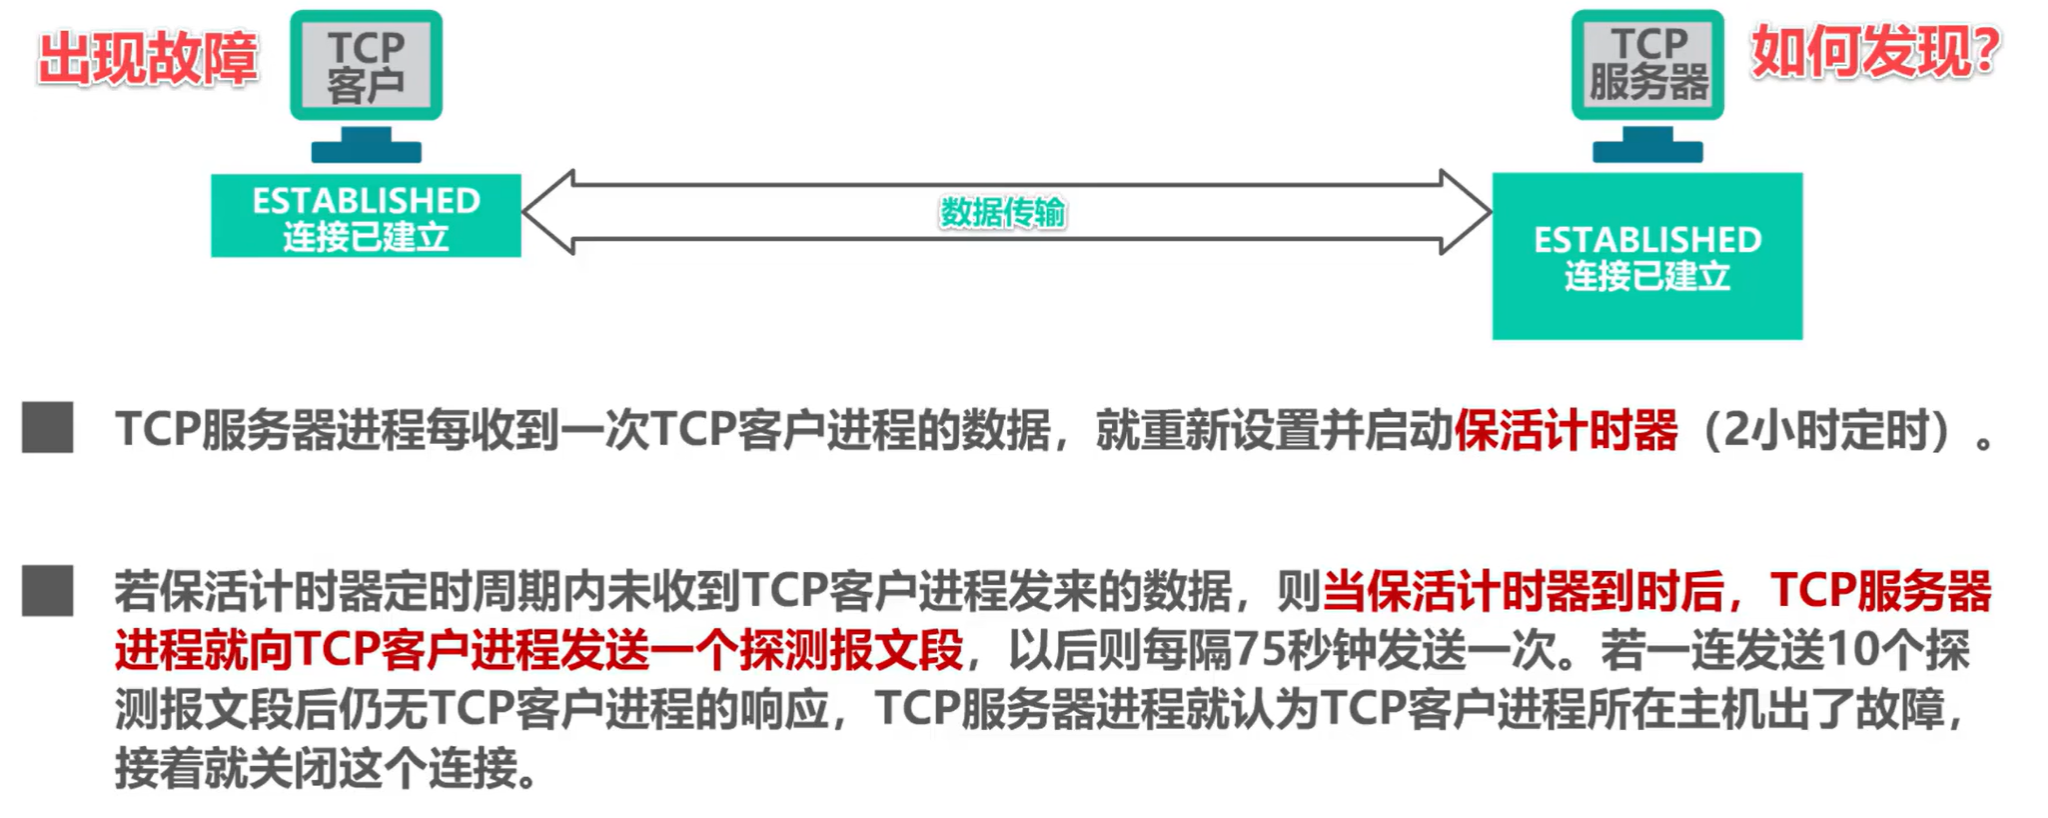 出现故障
TCP
客户
TCP
服务器
如何发现？
ESTABLISHED
连接已建立
数据传输
ESTABLISHED
连接已建立
TCP服务器进程每收到一次TCP客户进程的数据，就重新设置并启动保活计时器（2小时定时）。
若保活计时器定时周期内未收到TCP客户进程发来的数据，则当保活计时器到时后，TCP服务器
进程就向TCP客户进程发送一个探测报文段，以后则每隔75秒钟发送一次。若一连发送10个探
测报文段后仍无TCP客户进程的响应，TCP服务器进程就认为TCP客户进程所在主机出了故障，
接着就关闭这个连接。